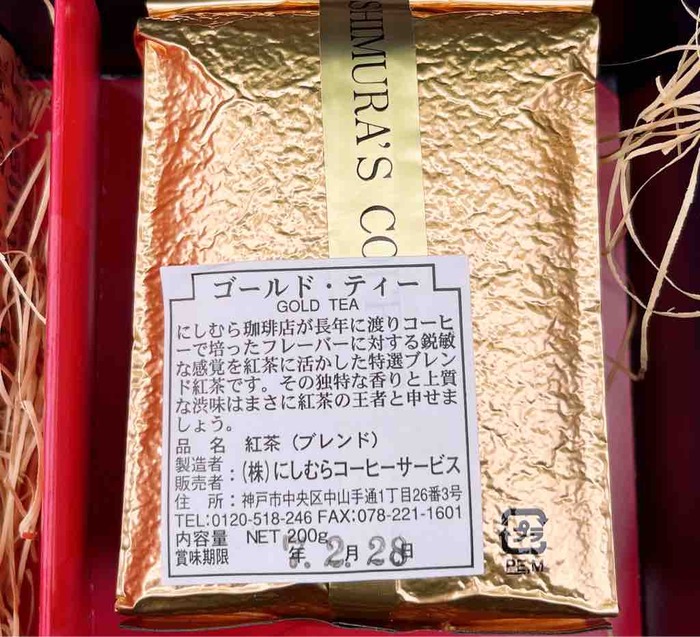 SHIMURA'S CO
ゴールド・ティー
GOLD TEA
にしむら珈琲店が長年に渡りコーヒ
ーで培ったフレーバーに対する鋭敏
な感覚を紅茶に活かした特選ブレン
ド紅茶です。その独特な香りと上質
な渋味はまさに紅茶の王者と申せま
しょう。
品 名 紅茶（ブレンド）
製造者
販売者：(株)にしむらコーヒーサービス
住 所：神戸市中央区中山手通1丁目26番3号
TEL:0120-518-246 FAX:078-221-1601
内容量 NET 200g
賞味期限 7.年2.月28日
プラ
PE,M